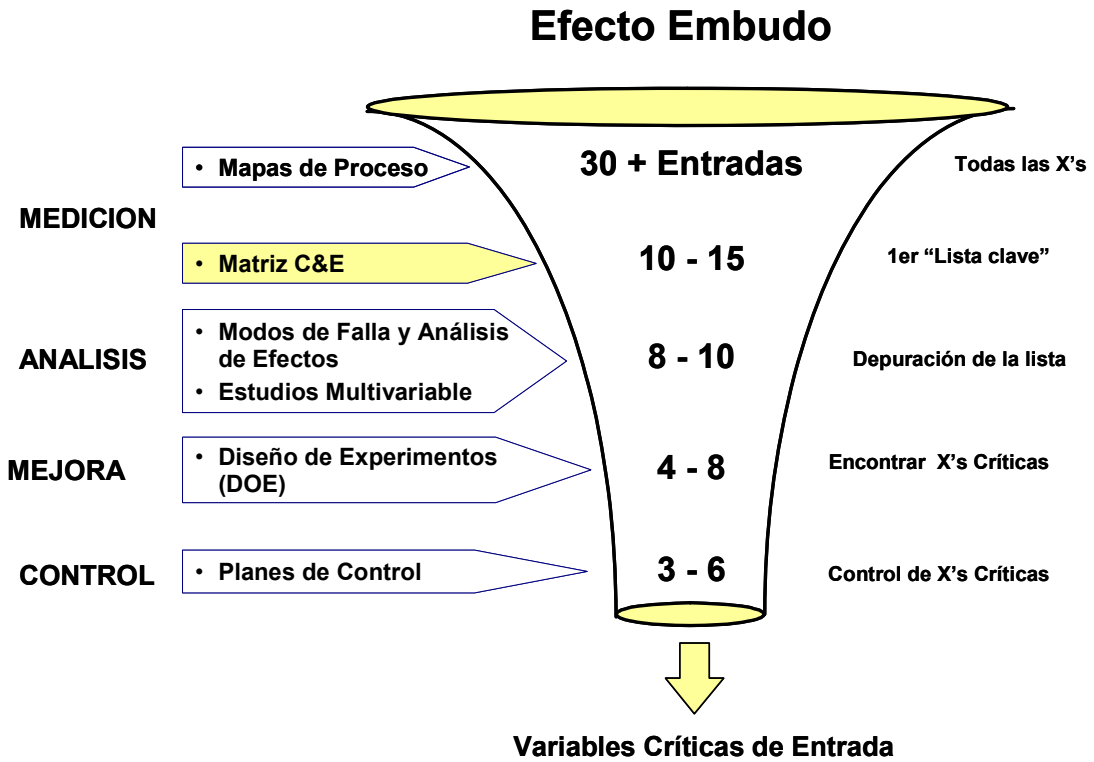 Efecto Embudo
• Mapas de Proceso
30 + Entradas
Todas las X’s
MEDICION
• Matriz C&E
10 - 15
1er “Lista clave”
ANALISIS
• Modos de Falla y Análisis
de Efectos
• Estudios Multivariable
8 - 10
Depuración de la lista
MEJORA
• Diseño de Experimentos
(DOE)
4 - 8
Encontrar X’s Críticas
CONTROL
• Planes de Control
3 - 6
Control de X’s Críticas
Variables Críticas de Entrada